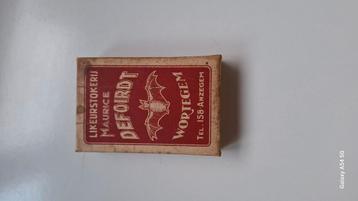 LIKEURSTOKERIJ
MAURICE
DEFOIRDT
WORTEGEM
TEL. 158 ANZEGEM
Galaxy A54 5G